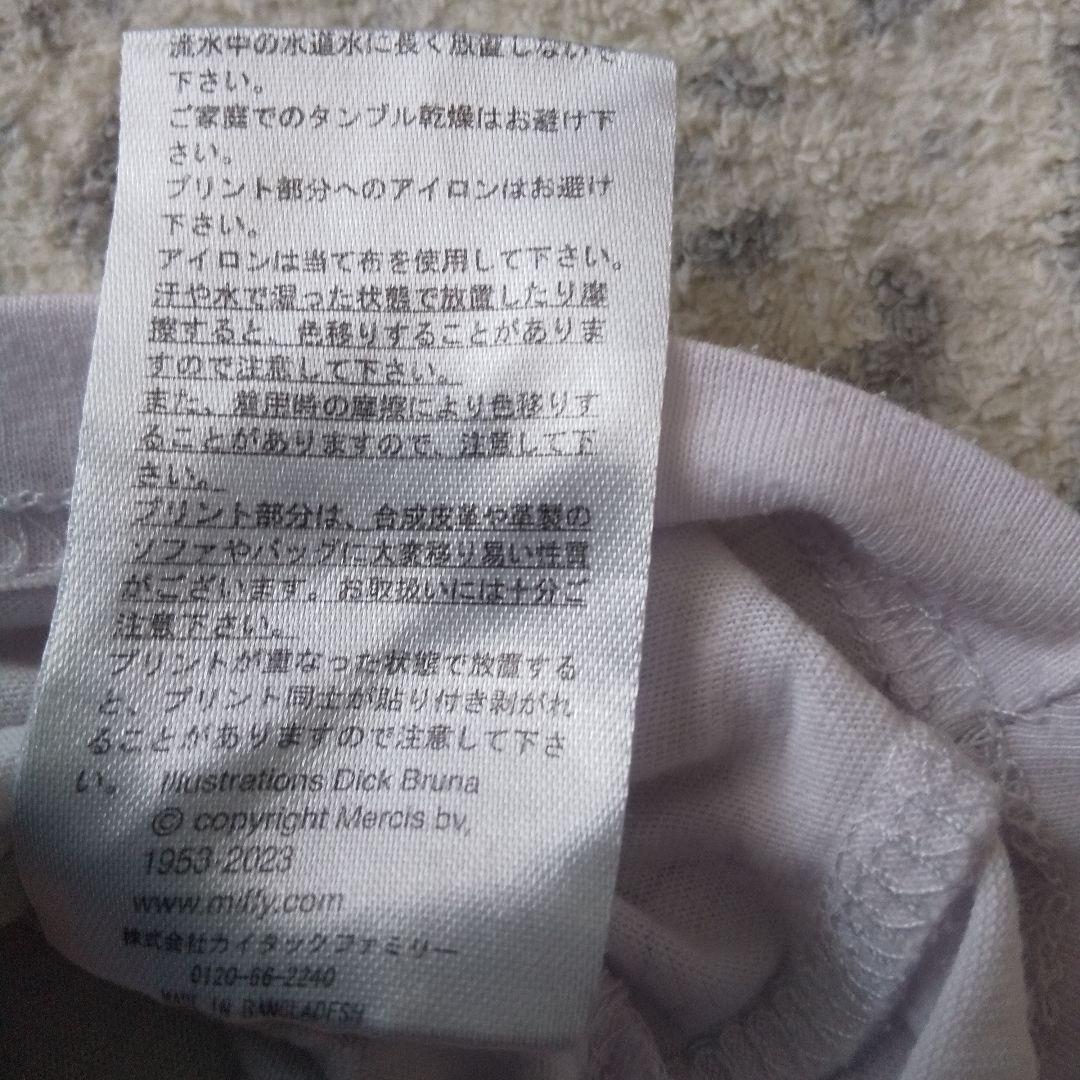 流水中の水道水に長く放置しないで
下さい。
ご家庭でのタンブル乾燥はお避け下
さい。
プリント部分へのアイロンはお避け
下さい。
アイロンは当て布を使用して下さい。
汗や水で湿った状態で放置したり摩
擦すると、色移りすることがありま
すので注意して下さい。
また、着用時の摩擦により色移りす
ることがありますので、注意して下
さい。
プリント部分は、合成皮革や革製の
ソファやバッグに大変移り易い性質
がございます。お取扱いには十分ご
注意下さい。
プリントが重なった状態で放置する
と、プリント同士が貼り付き剥がれ
ることがありますので注意して下さ
い。 Illustrations Dick Bruna
© copyright Mercis bv,
1953-2023
www.miffy.com
株式会社カイタックファミリー
0120-66-2240
MADE IN BANGLADESH